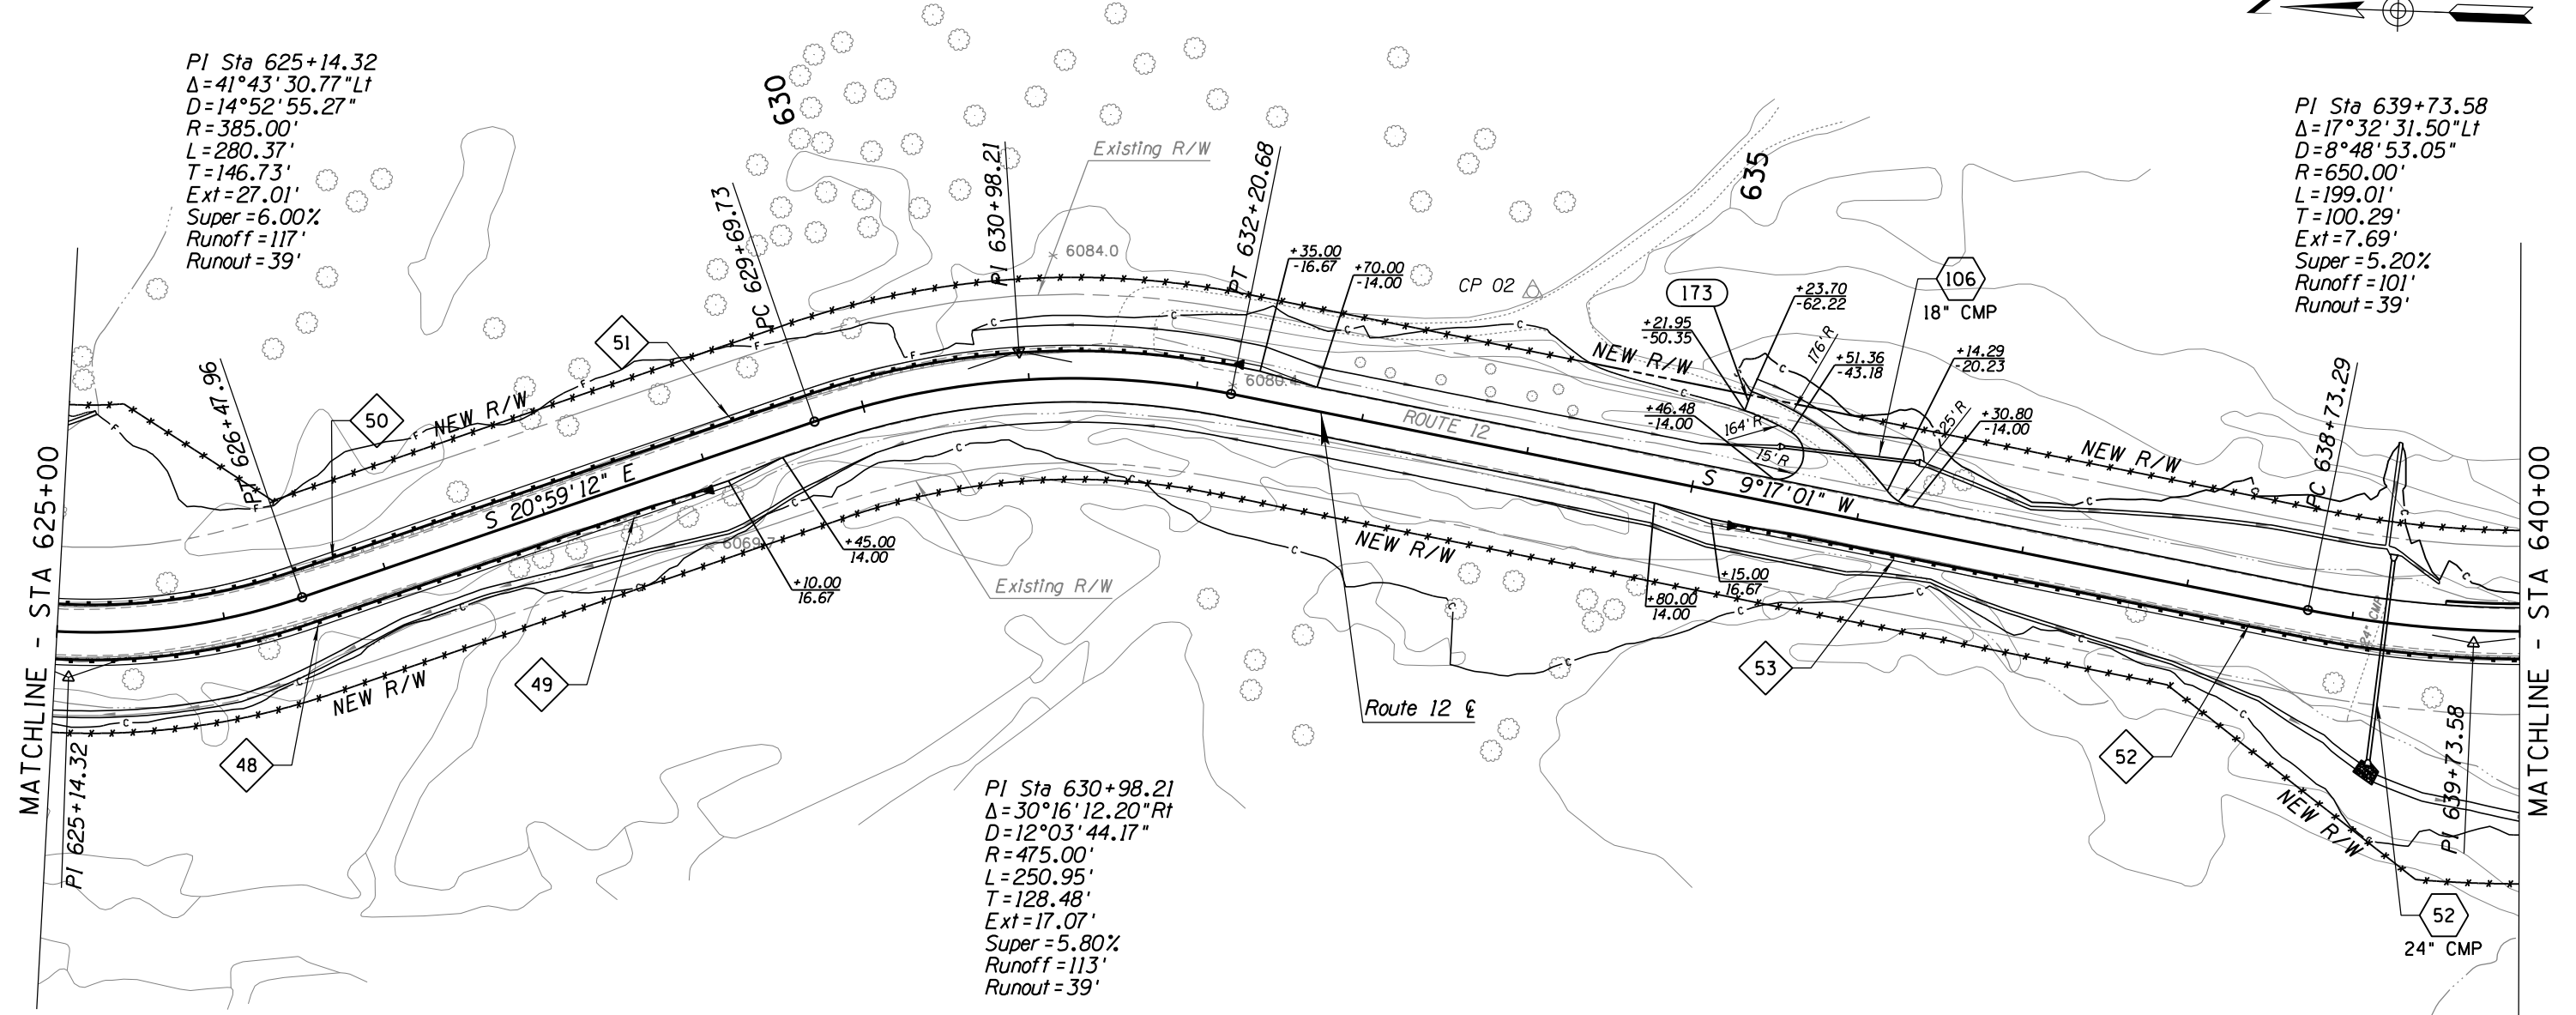 PI Sta 625+14.32
Δ=41°43'30.77"Lt
D=14°52'55.27"
R=385.00'
L=280.37'
T=146.73'
Ext=27.01'
Super=6.00%
Runoff=117'
Runout=39'
PI Sta 639+73.58
Δ=17°32'31.50"Lt
D=8°48'53.05"
R=650.00'
L=199.01'
T=100.29'
Ext=7.69'
Super=5.20%
Runoff=101'
Runout=39'
630
635
Existing R/W
6084.0
PT 626+47.96
PC 629+69.73
PI 630+98.21
PT 632+20.68
+35.00
-16.67
+70.00
-14.00
CP 02
173
+23.70
-62.22
106
18" CMP
+21.95
-50.35
176'R
+51.36
-43.18
+14.29
-20.23
NEW R/W
51
50
NEW R/W
+46.48
-14.00
164'R
15'R
225'R
+30.80
-14.00
NEW R/W
PC 638+73.29
6080.4
ROUTE 12
S 20°59'12" E
S 9°17'01" W
MATCHLINE - STA 625+00
MATCHLINE - STA 640+00
6069.7
+45.00
14.00
+10.00
16.67
Existing R/W
NEW R/W
+80.00
14.00
+15.00
16.67
24" CMP
49
48
NEW R/W
53
52
Route 12 ℄
PI 625+14.32
PI 639+73.58
NEW R/W
52
24" CMP
PI Sta 630+98.21
Δ=30°16'12.20"Rt
D=12°03'44.17"
R=475.00'
L=250.95'
T=128.48'
Ext=17.07'
Super=5.80%
Runoff=113'
Runout=39'